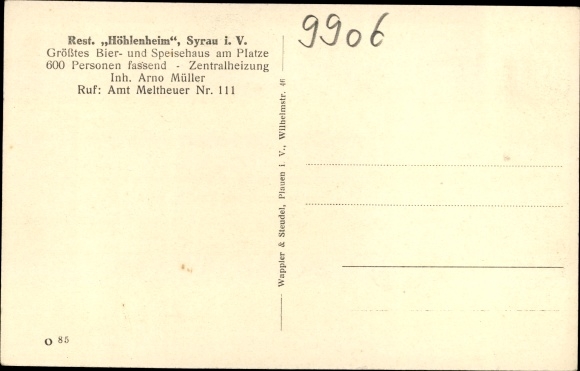 9906
Rest. „Höhlenheim“, Syrau i. V.
Größtes Bier- und Speisehaus am Platze
600 Personen fassend - Zentralheizung
Inh. Arno Müller
Ruf: Amt Meltheuer Nr. 111
Wappler & Steudel, Plauen i. V., Wilhelmstr. 46
O 85